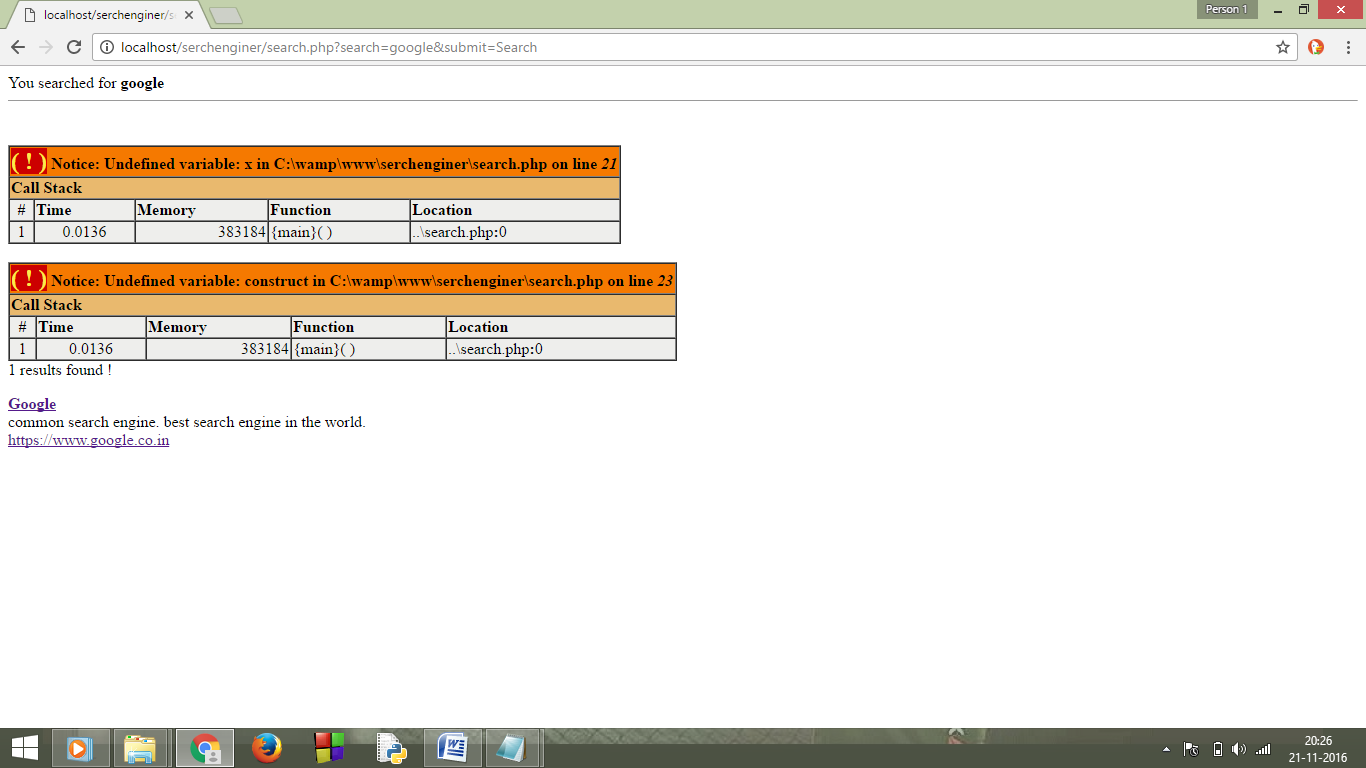 localhost/serchenginer/s
Person 1
localhost/serchenginer/search.php?search=google&submit=Search
You searched for google
( ! ) Notice: Undefined variable: x in C:\wamp\www\serchenginer\search.php on line 21
Call Stack
# Time Memory Function Location
1 0.0136 383184 {main}( ) ..\search.php:0
( ! ) Notice: Undefined variable: construct in C:\wamp\www\serchenginer\search.php on line 23
Call Stack
# Time Memory Function Location
1 0.0136 383184 {main}( ) ..\search.php:0
1 results found !
Google
common search engine. best search engine in the world.
https://www.google.co.in
20:26
21-11-2016